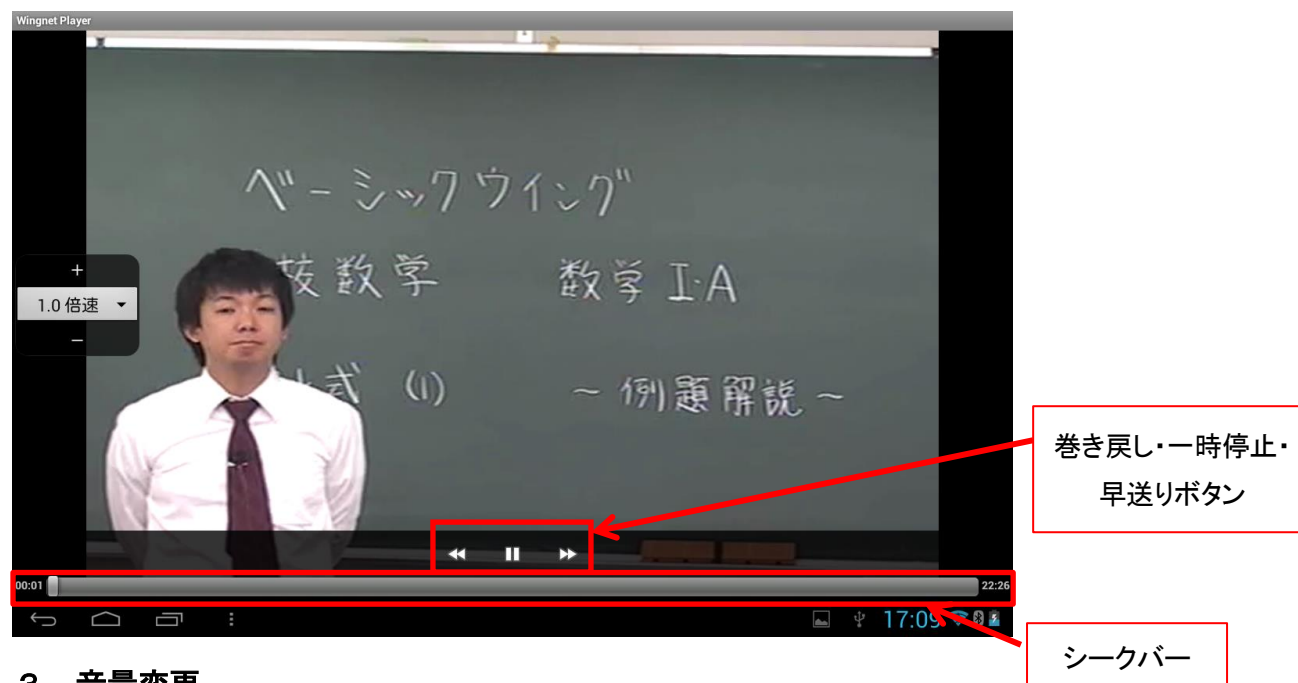 Wingnet Player
ベーシックウイング
数学 数学 I・A
式 (1) ～例題解説～
+
1.0 倍速
−
巻き戻し・一時停止・
早送りボタン
00:01 22:26
17:09
シークバー
音量変更